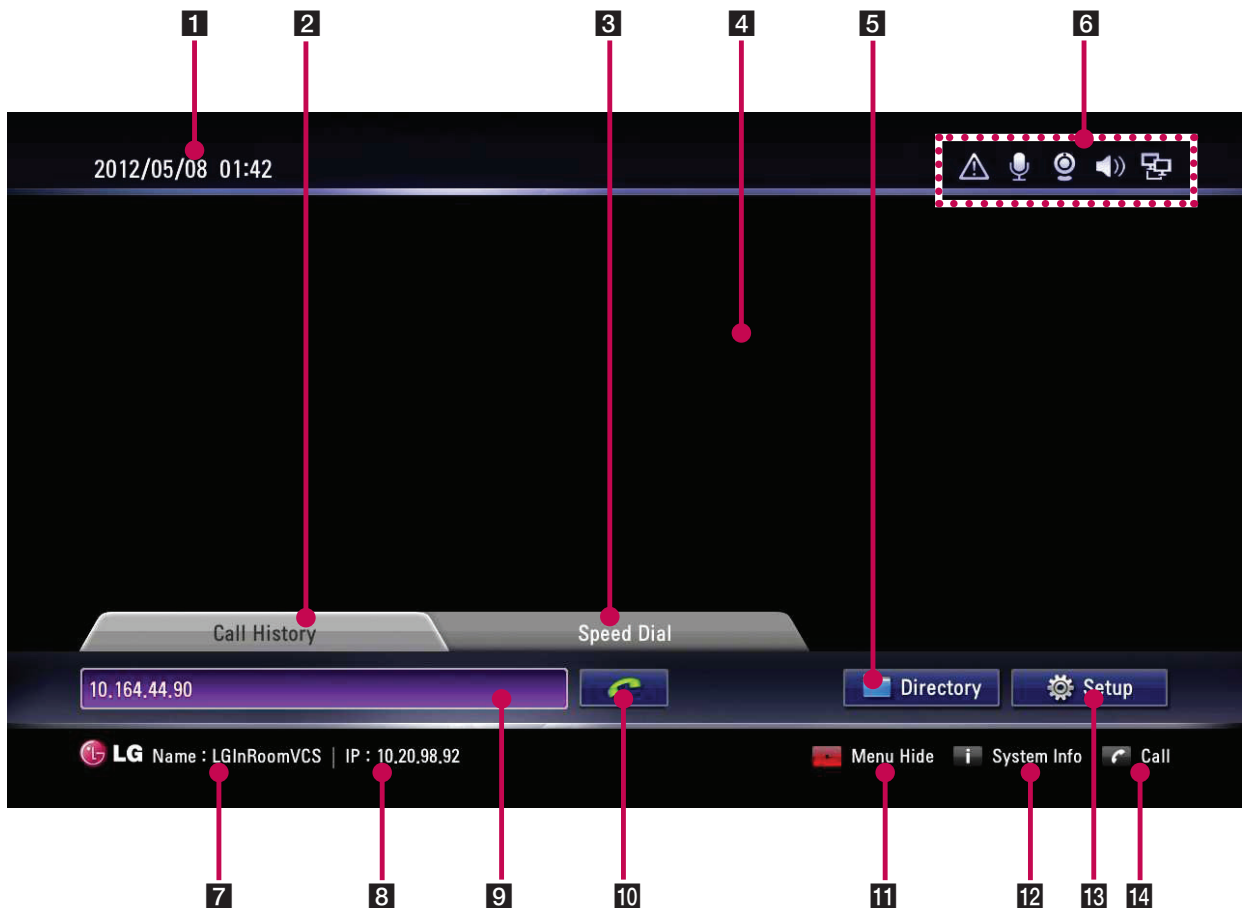 1 2 3 4 5 6
2012/05/08 01:42
Call History Speed Dial
10.164.44.90 Directory Setup
LG Name : LGInRoomVCS | IP : 10.20.98.92 Menu Hide i System Info Call
7 8 9 10 11 12 13 14